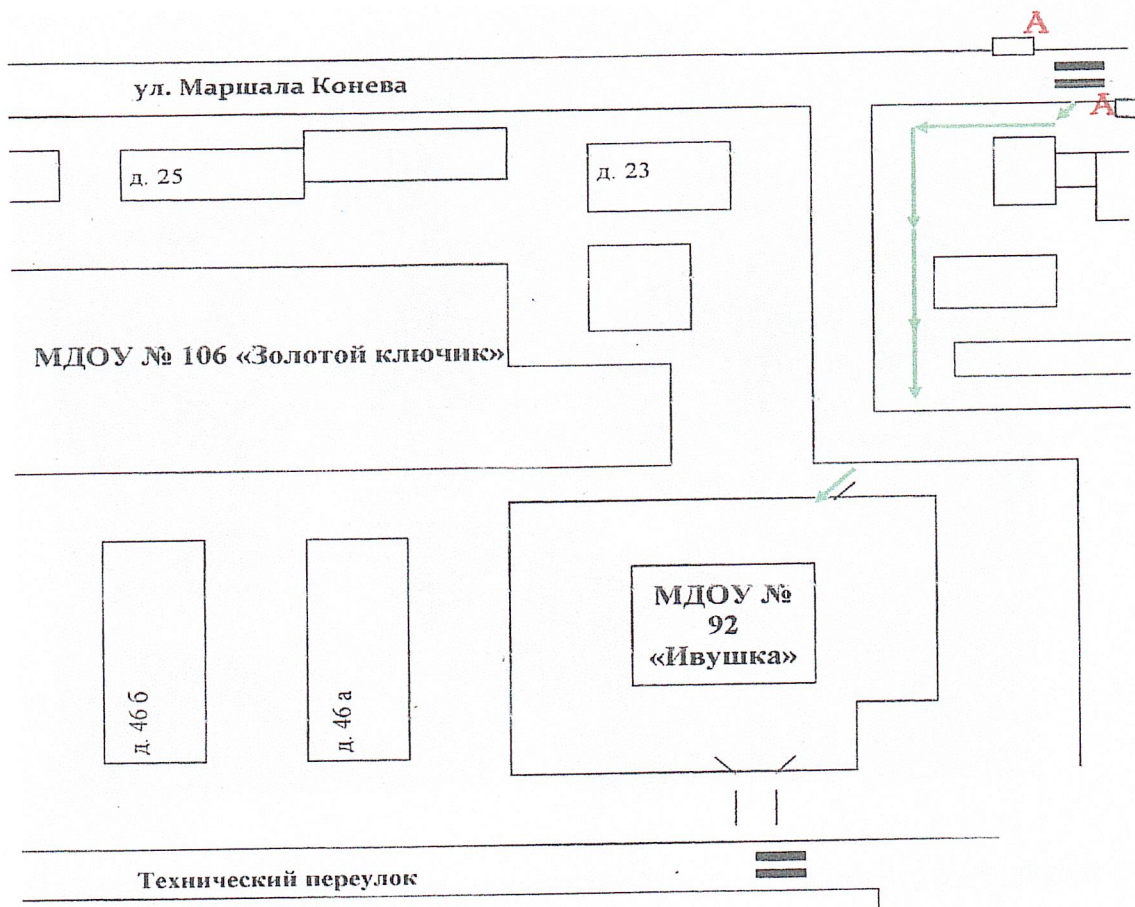 А
ул. Маршала Конева
А
д. 25
д. 23
МДОУ № 106 «Золотой ключик»
МДОУ №
92
«Ивушка»
д. 46 б
д. 46 а
Технический переулок